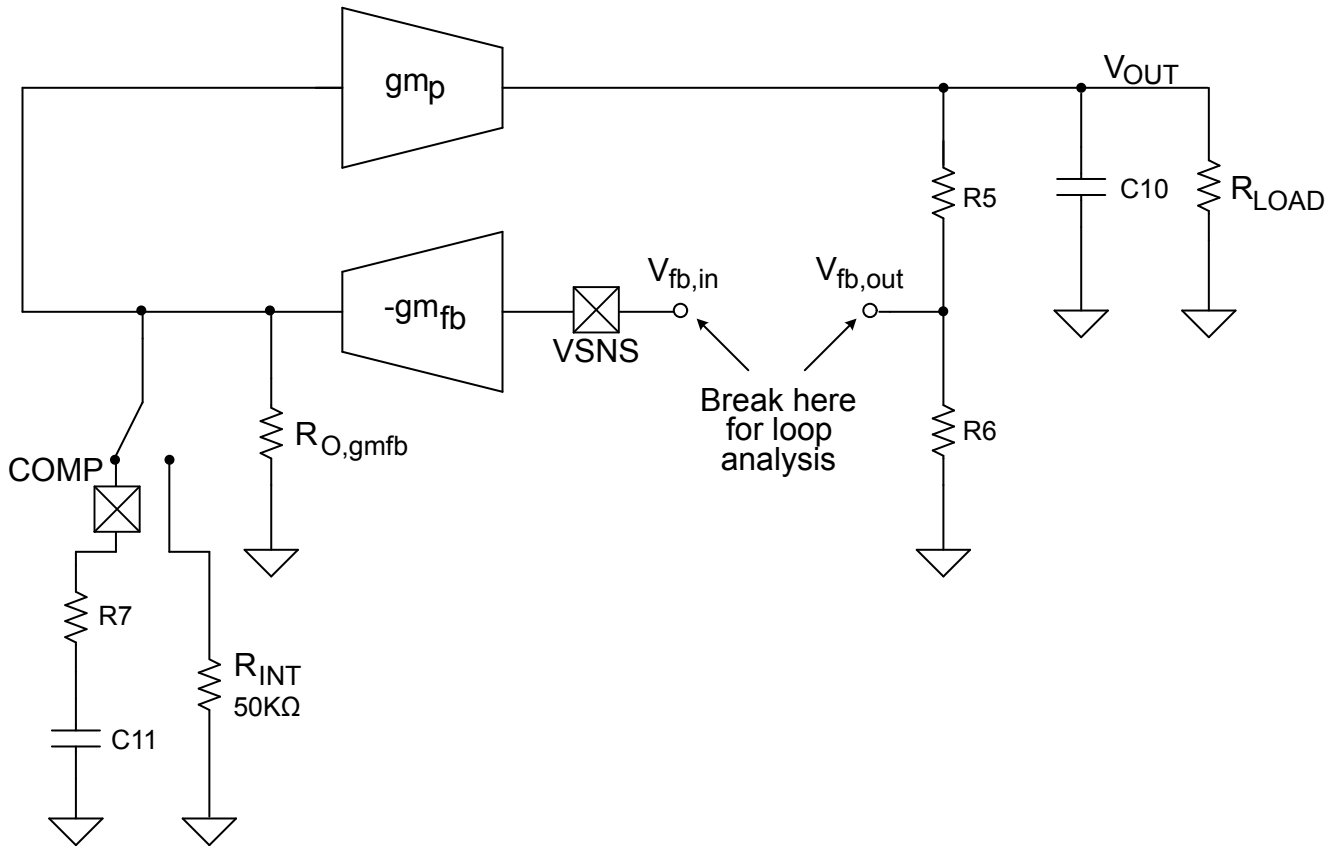 gmp
VOUT
R5
C10
RLOAD
-gmfb
VSNS
Vfb,in
Vfb,out
Break here
for loop
analysis
R6
RO,gmfb
COMP
R7
RINT
50KΩ
C11